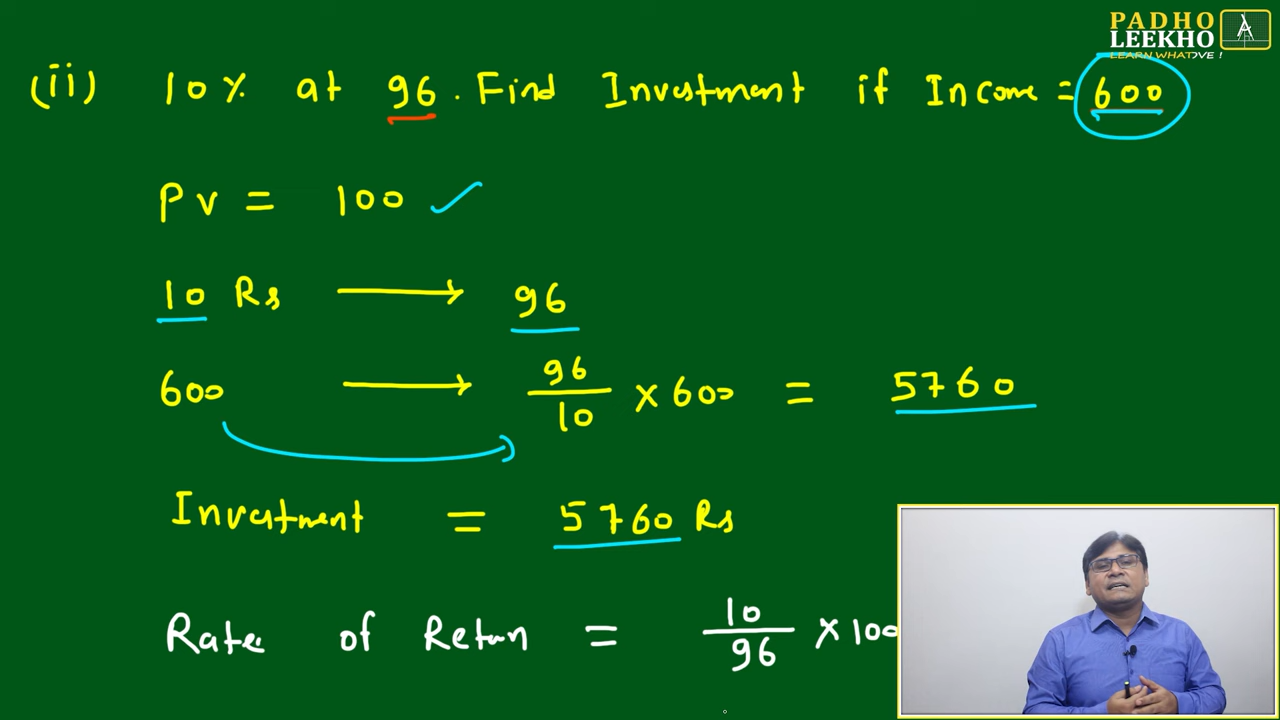 PADHO
LEEKHO
(ii) 10% at 96. Find Investment if Income = 600
PV = 100 ✓
10 Rs ⟶ 96
600 ⟶ 96/10 × 600 = 5760
Investment = 5760 Rs
Rate of Return = 10/96 × 100